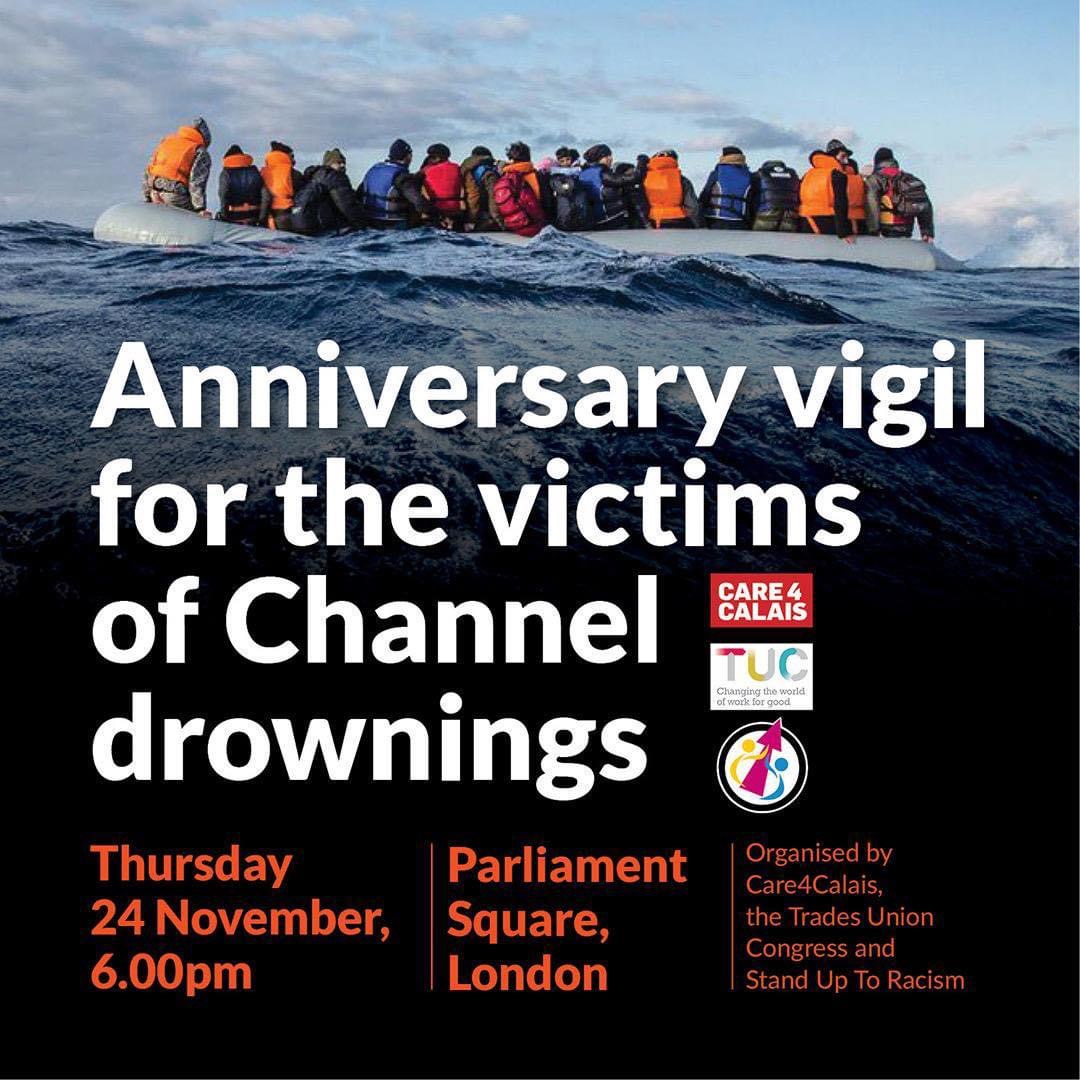 Anniversary vigil
for the victims
of Channel
drownings
CARE 4
CALAIS
TUC
Changing the world
of work for good
Thursday
24 November,
6.00pm
Parliament
Square,
London
Organised by
Care4Calais,
the Trades Union
Congress and
Stand Up To Racism